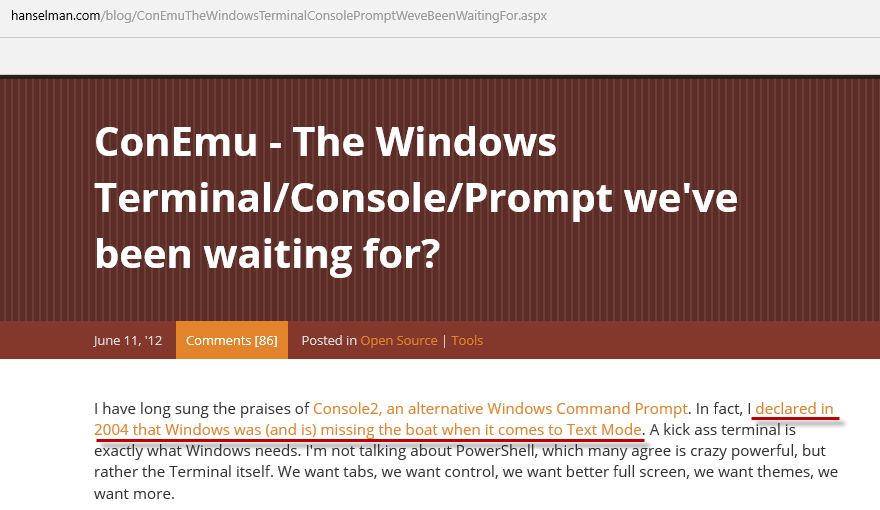 hanselman.com/blog/ConEmuTheWindowsTerminalConsolePromptWeveBeenWaitingFor.aspx
ConEmu - The Windows
Terminal/Console/Prompt we've
been waiting for?
June 11, '12 Comments [86] Posted in Open Source | Tools
I have long sung the praises of Console2, an alternative Windows Command Prompt. In fact, I declared in
2004 that Windows was (and is) missing the boat when it comes to Text Mode. A kick ass terminal is
exactly what Windows needs. I'm not talking about PowerShell, which many agree is crazy powerful, but
rather the Terminal itself. We want tabs, we want control, we want better full screen, we want themes, we
want more.